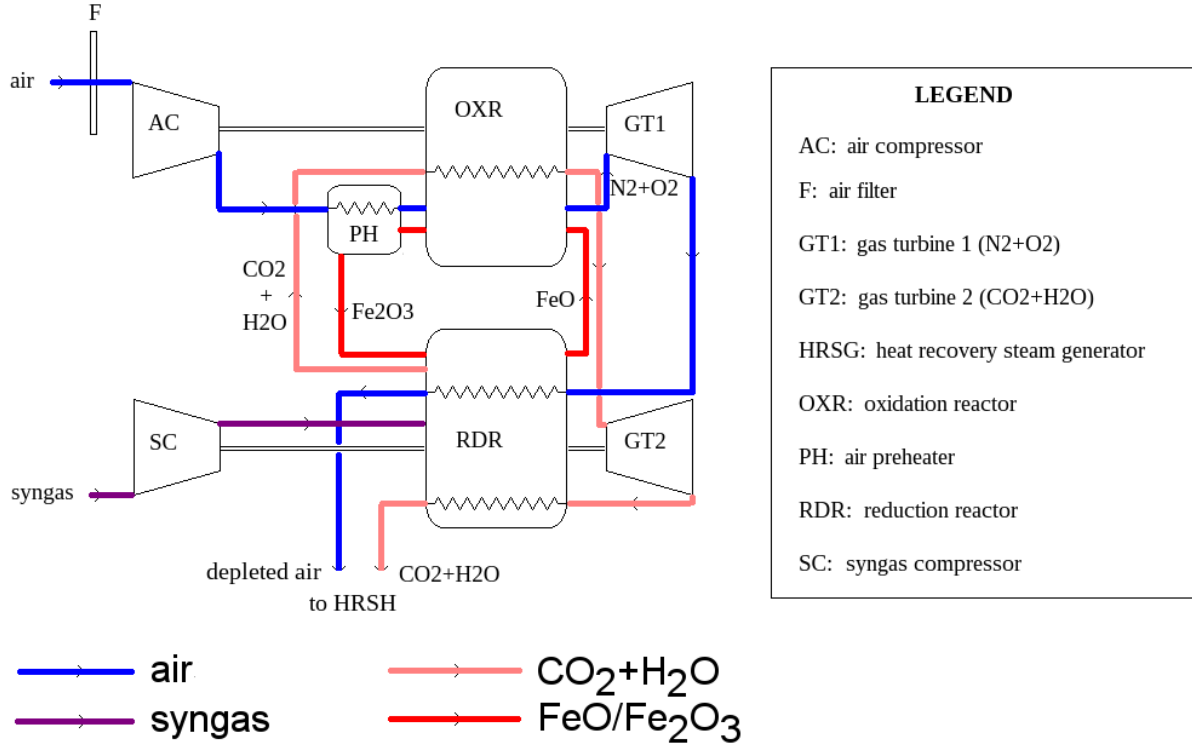 F
air
AC
OXR
GT1
N2+O2
PH
CO2
+
H2O
Fe2O3
FeO
SC
RDR
GT2
syngas
depleted air
CO2+H2O
to HRSH
LEGEND
AC: air compressor
F: air filter
GT1: gas turbine 1 (N2+O2)
GT2: gas turbine 2 (CO2+H2O)
HRSG: heat recovery steam generator
OXR: oxidation reactor
PH: air preheater
RDR: reduction reactor
SC: syngas compressor
air
CO₂+H₂O
syngas
FeO/Fe₂O₃